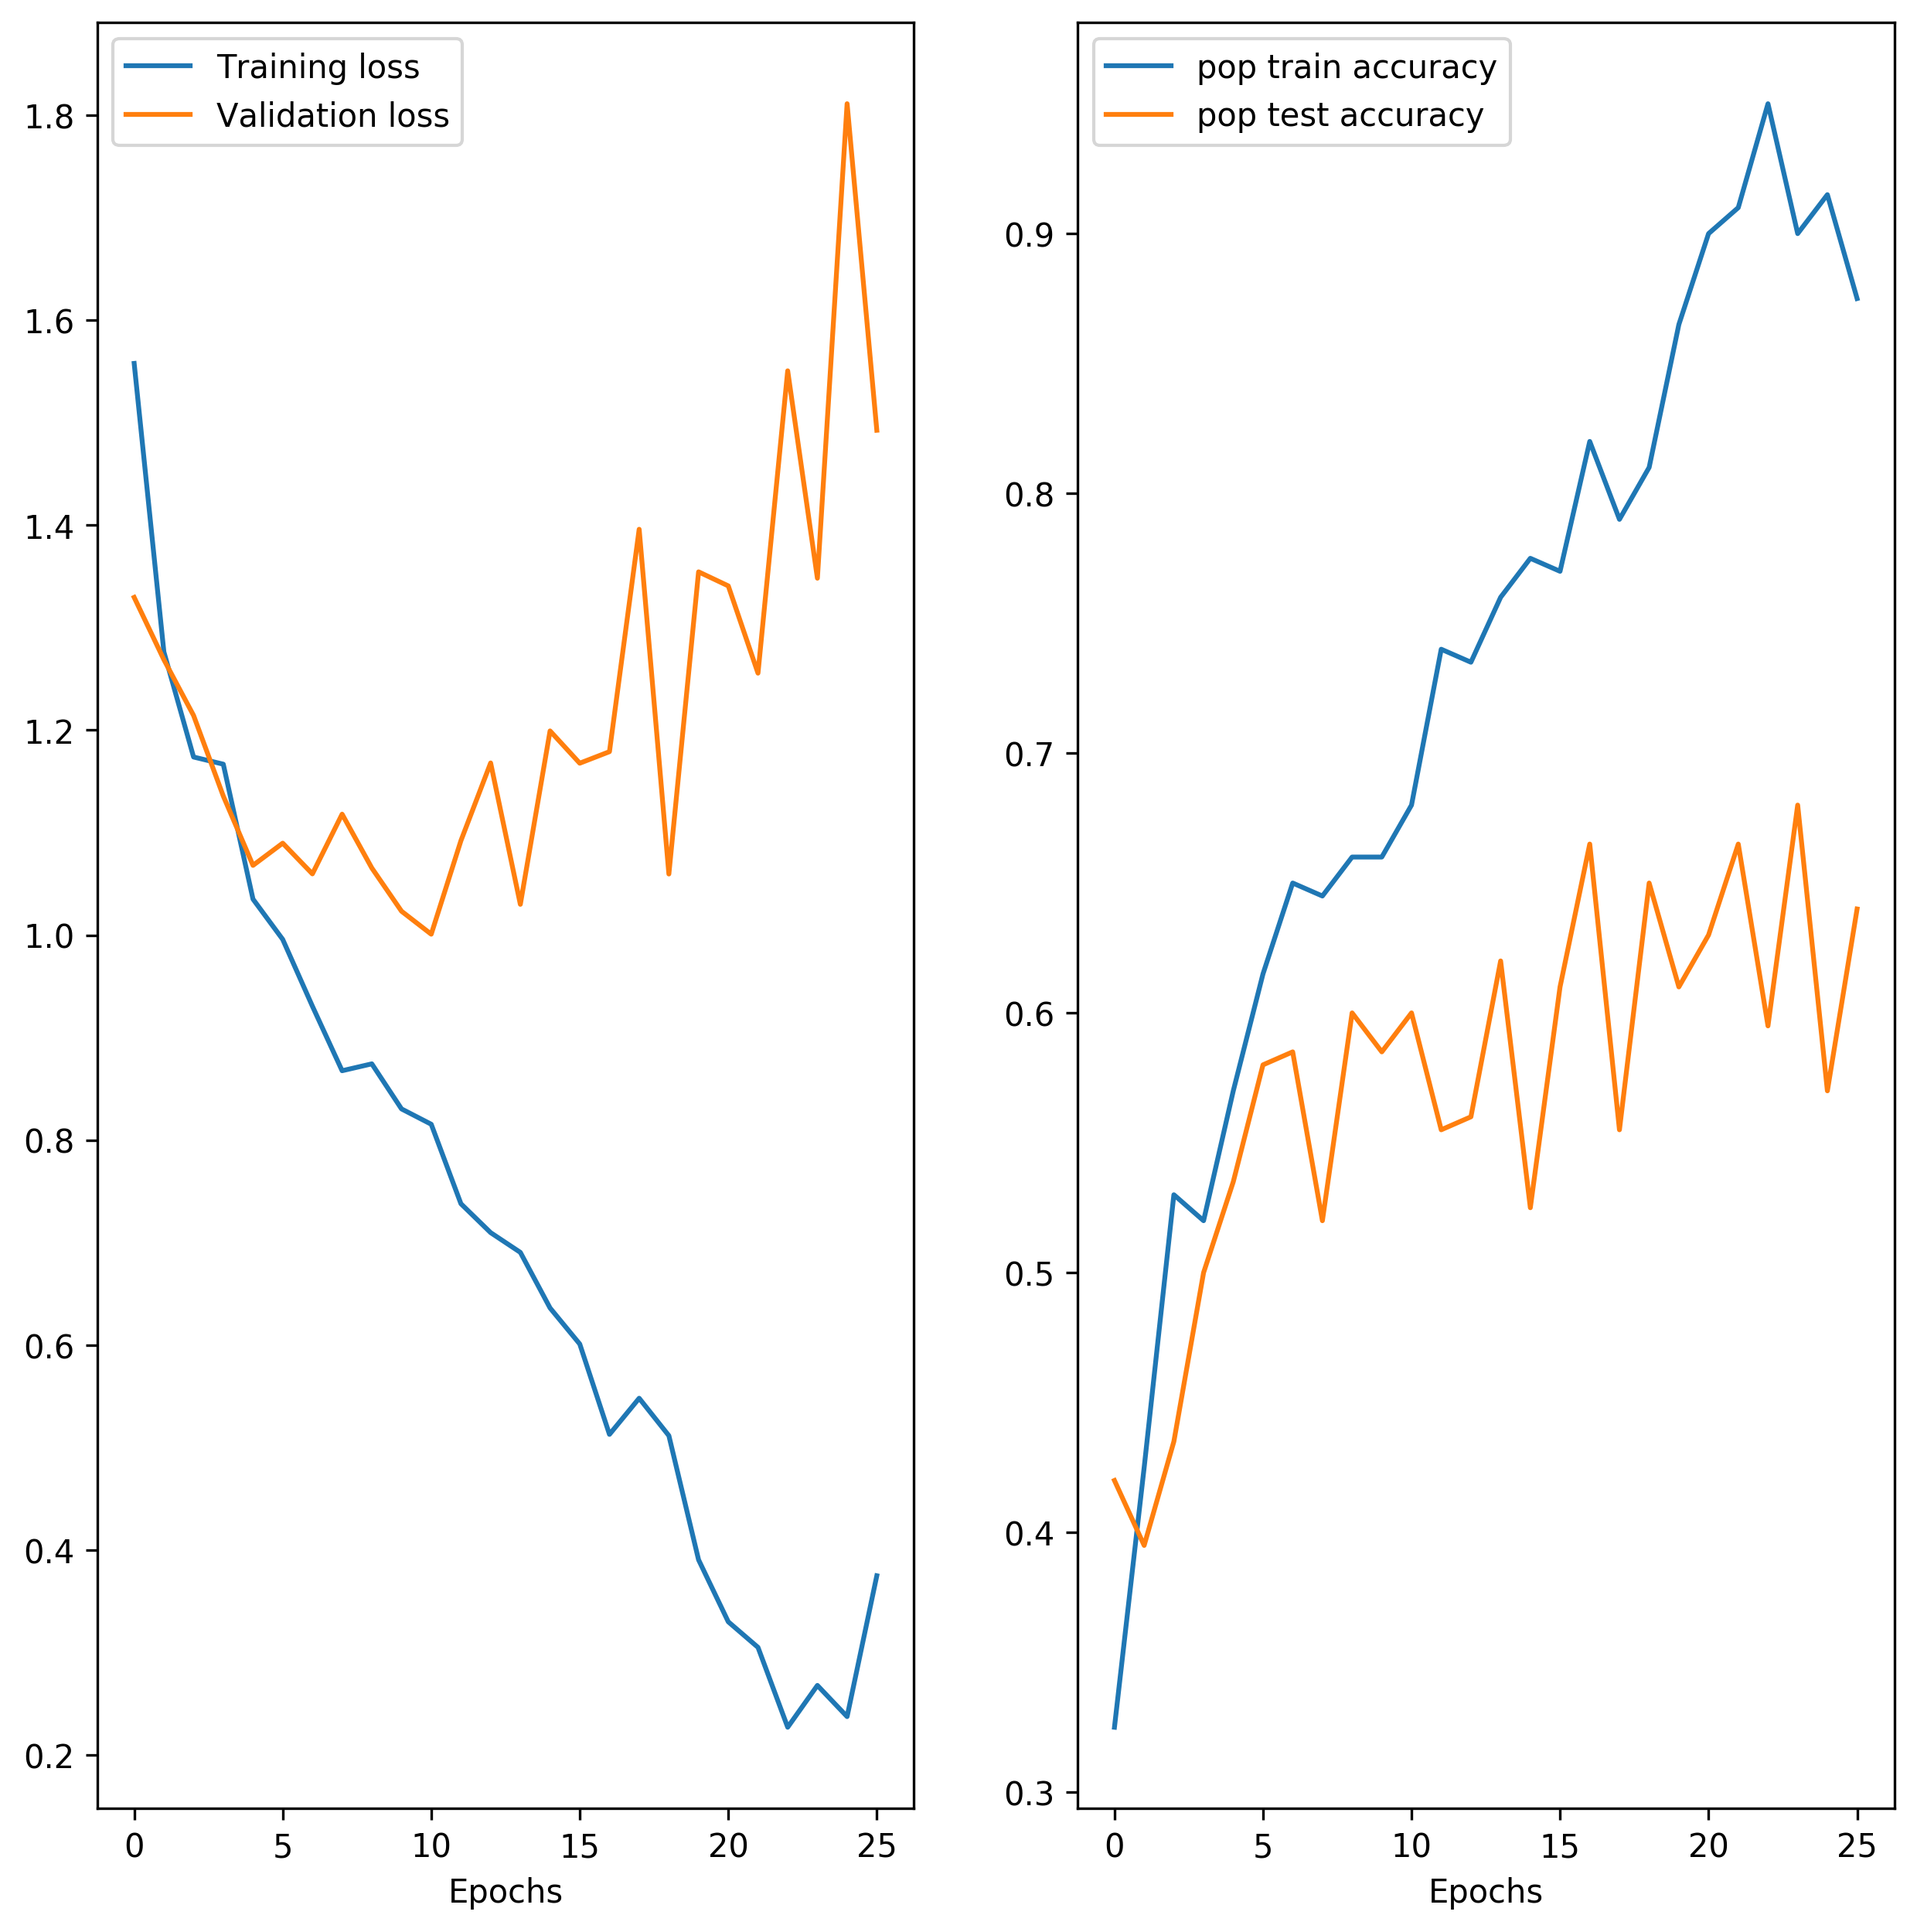 Training loss
Validation loss
1.8
1.6
1.4
1.2
1.0
0.8
0.6
0.4
0.2
0 5 10 15 20 25
Epochs
pop train accuracy
pop test accuracy
0.9
0.8
0.7
0.6
0.5
0.4
0.3
0 5 10 15 20 25
Epochs